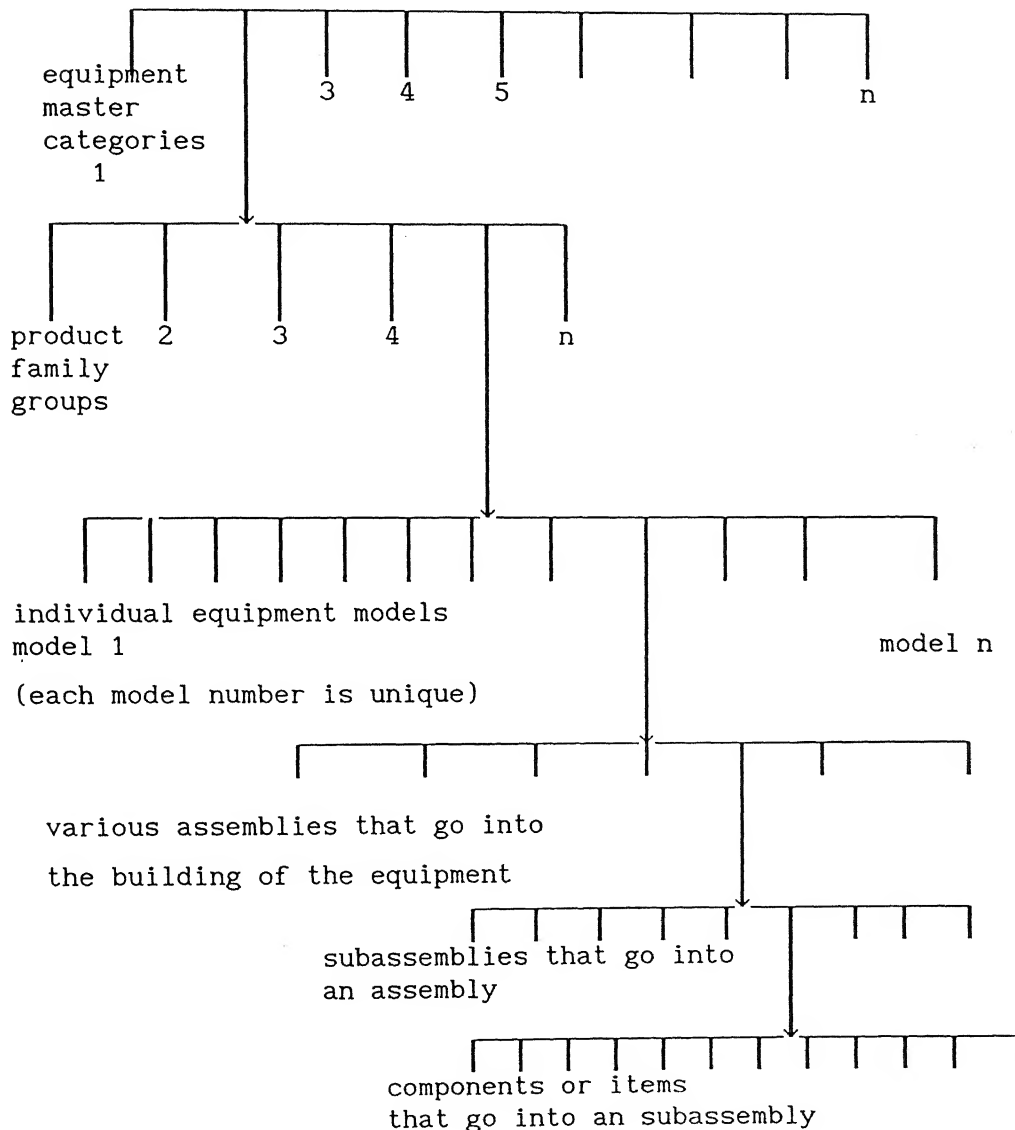 equipment
master
categories
1
3 4 5 n
product 2 3 4 n
family
groups
individual equipment models
model 1 model n
(each model number is unique)
various assemblies that go into
the building of the equipment
subassemblies that go into
an assembly
components or items
that go into an subassembly